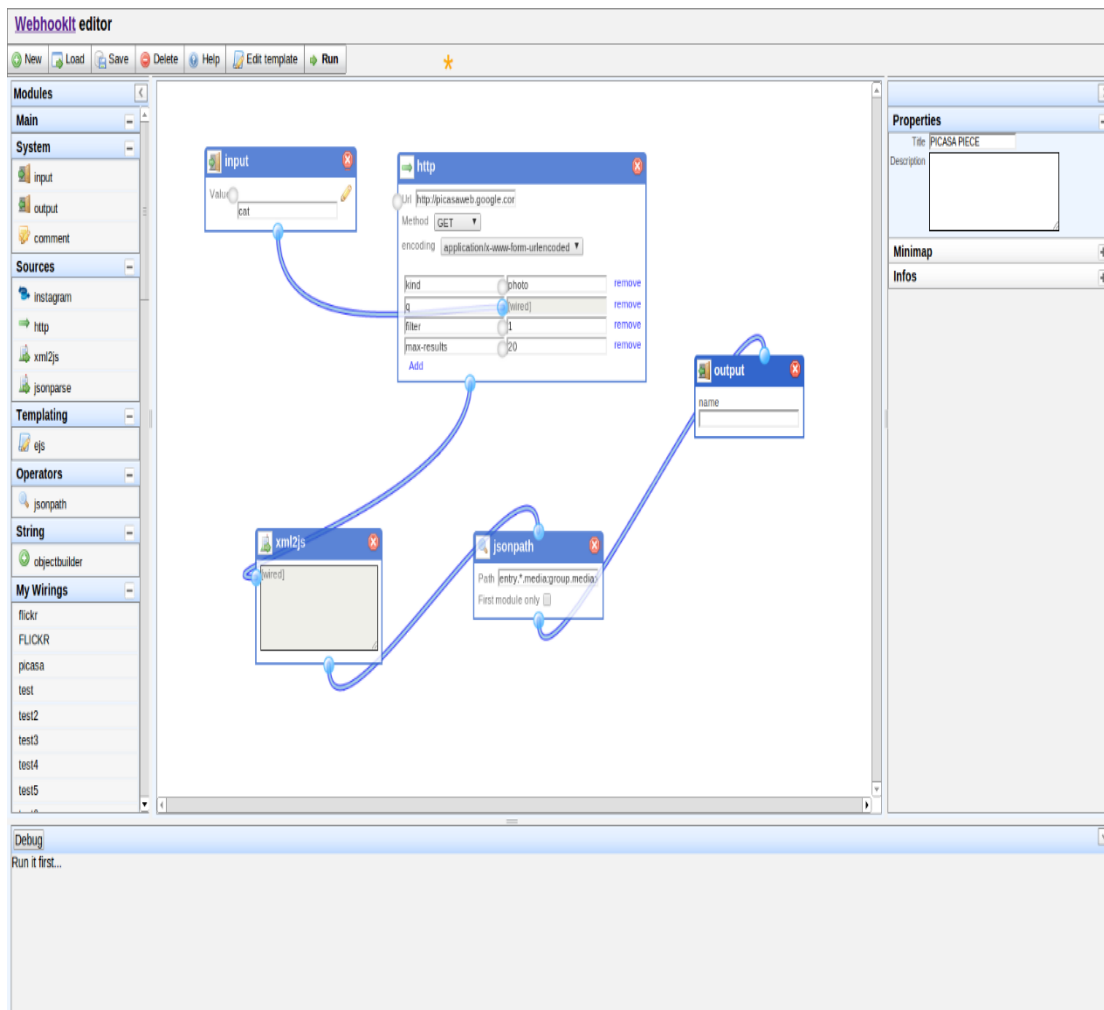 WebhookIt editor
New Load Save Delete Help Edit template Run
Modules
Main
System
input
output
comment
Sources
instagram
http
xml2js
jsonparse
Templating
ejs
Operators
jsonpath
String
objectbuilder
My Wirings
flickr
FLICKR
picasa
test
test2
test3
test4
test5
input
Value
cat
http
Url http://picasaweb.google.cor
Method GET
encoding application/x-www-form-urlencoded
kind photo remove
q [wired] remove
filter 1 remove
max-results 20 remove
Add
output
name
xml2js
[wired]
jsonpath
Path entry.*.media:group.media:
First module only
Properties
Title PICASA PIECE
Description
Minimap
Infos
Debug
Run it first...